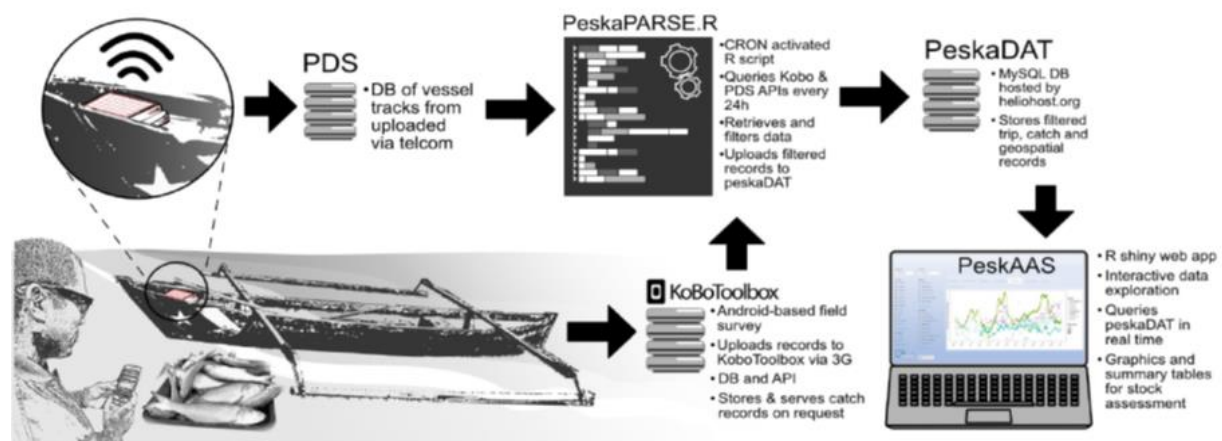 PDS
•DB of vessel
tracks from
uploaded
via telcom
PeskaPARSE.R
•CRON activated
R script
•Queries Kobo &
PDS APIs every
24h
•Retrieves and
filters data
•Uploads filtered
records to
peskaDAT
PeskaDAT
•MySQL DB
hosted by
heliohost.org
•Stores filtered
trip, catch and
geospatial
records
KoBoToolbox
•Android-based field
survey
•Uploads records to
KoboToolbox via 3G
•DB and API
•Stores & serves catch
records on request
PeskAAS
•R shiny web app
•Interactive data
exploration
•Queries
peskaDAT in
real time
•Graphics and
summary tables
for stock
assessment